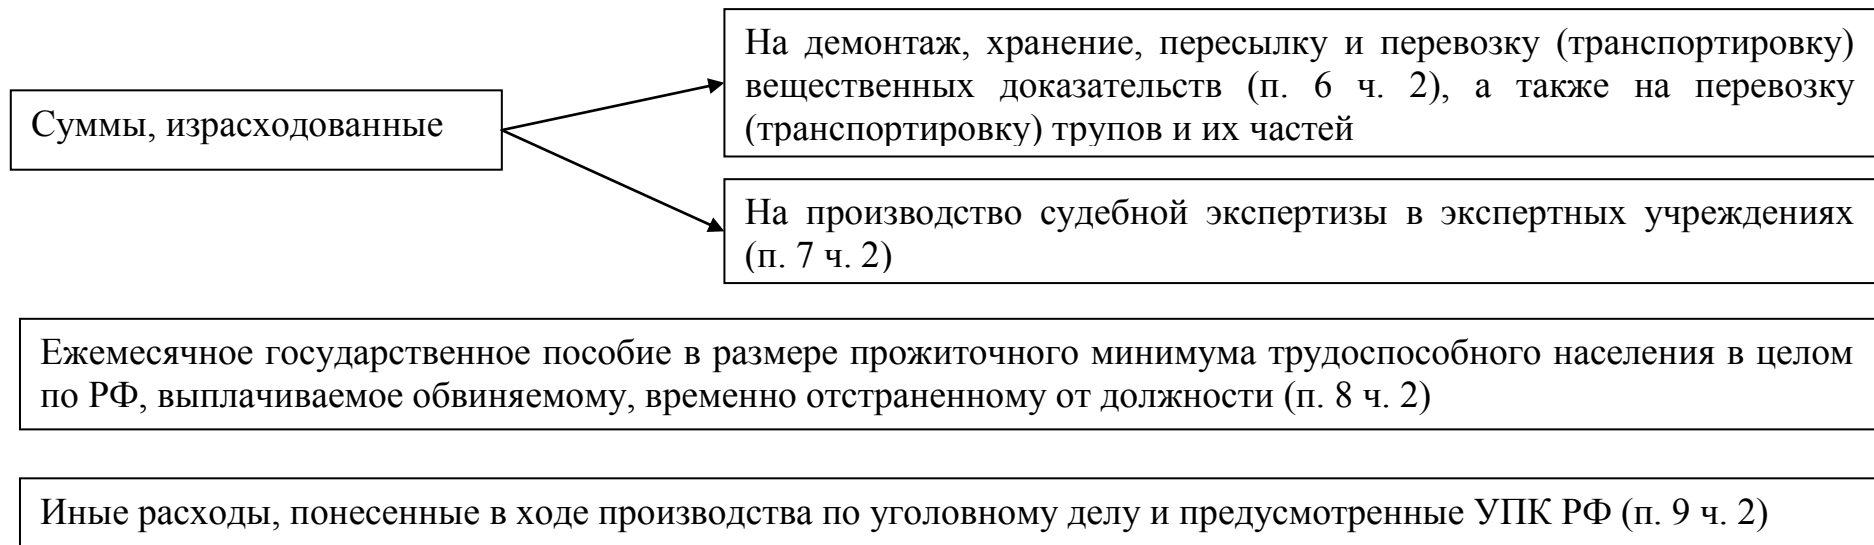 На демонтаж, хранение, пересылку и перевозку (транспортировку)
вещественных доказательств (п. 6 ч. 2), а также на перевозку
(транспортировку) трупов и их частей
Суммы, израсходованные
На производство судебной экспертизы в экспертных учреждениях
(п. 7 ч. 2)
Ежемесячное государственное пособие в размере прожиточного минимума трудоспособного населения в целом
по РФ, выплачиваемое обвиняемому, временно отстраненному от должности (п. 8 ч. 2)
Иные расходы, понесенные в ходе производства по уголовному делу и предусмотренные УПК РФ (п. 9 ч. 2)